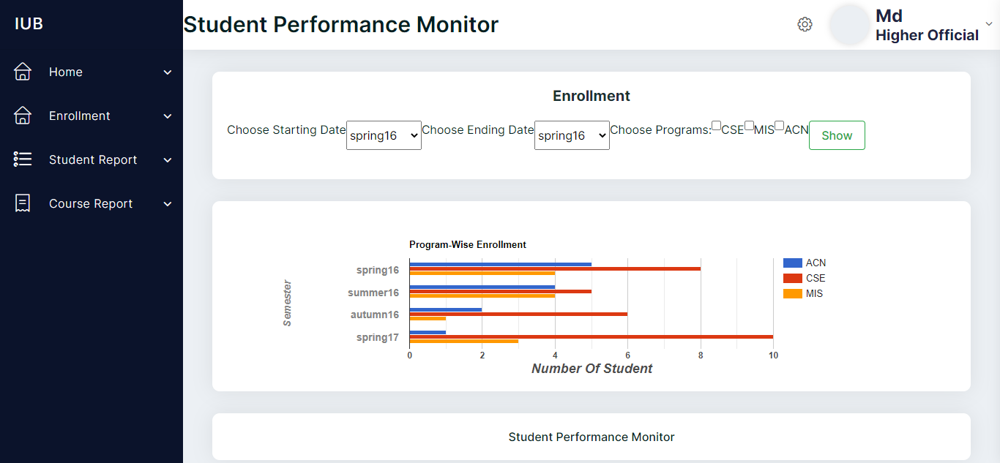 IUB
Home
Enrollment
Student Report
Course Report
Student Performance Monitor
Md
Higher Official
Enrollment
Choose Starting Date spring16 Choose Ending Date spring16 Choose Programs: CSE MIS ACN Show
Program-Wise Enrollment
Semester
spring16
summer16
autumn16
spring17
0 2 4 6 8 10
Number Of Student
ACN
CSE
MIS
Student Performance Monitor